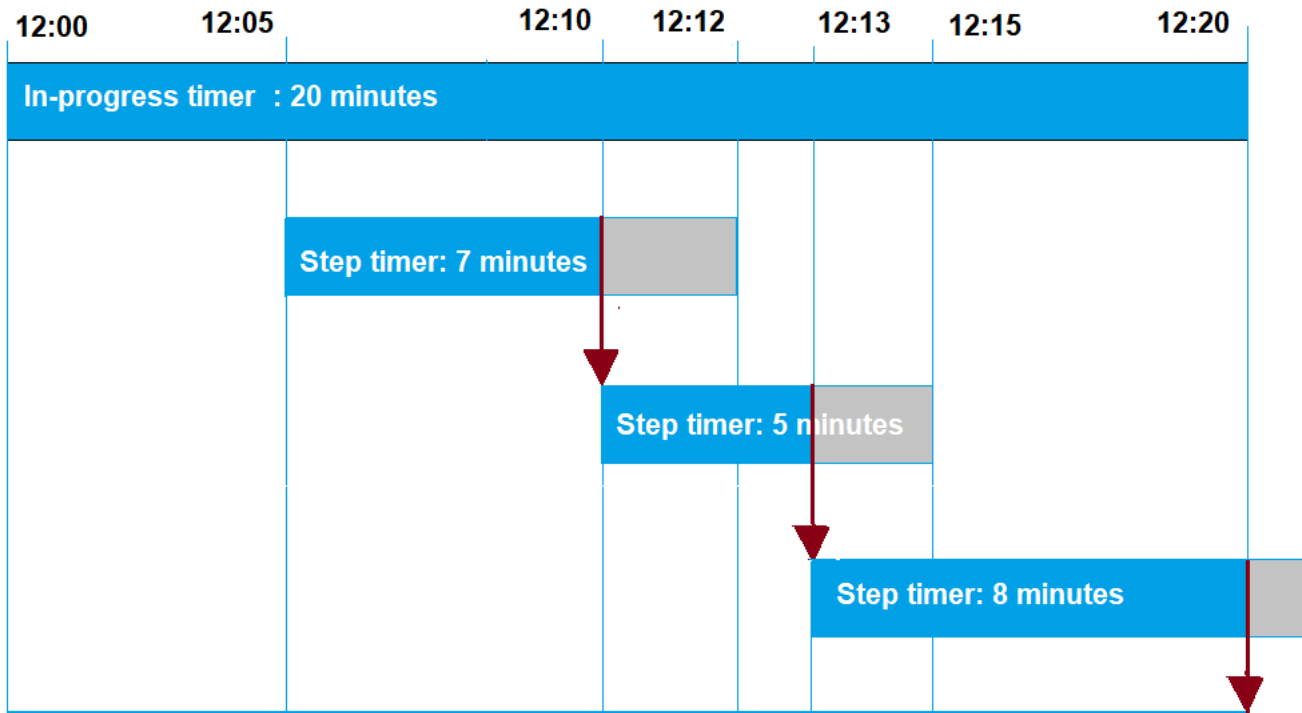 12:00 12:05 12:10 12:12 12:13 12:15 12:20
In-progress timer : 20 minutes
Step timer: 7 minutes
Step timer: 5 minutes
Step timer: 8 minutes